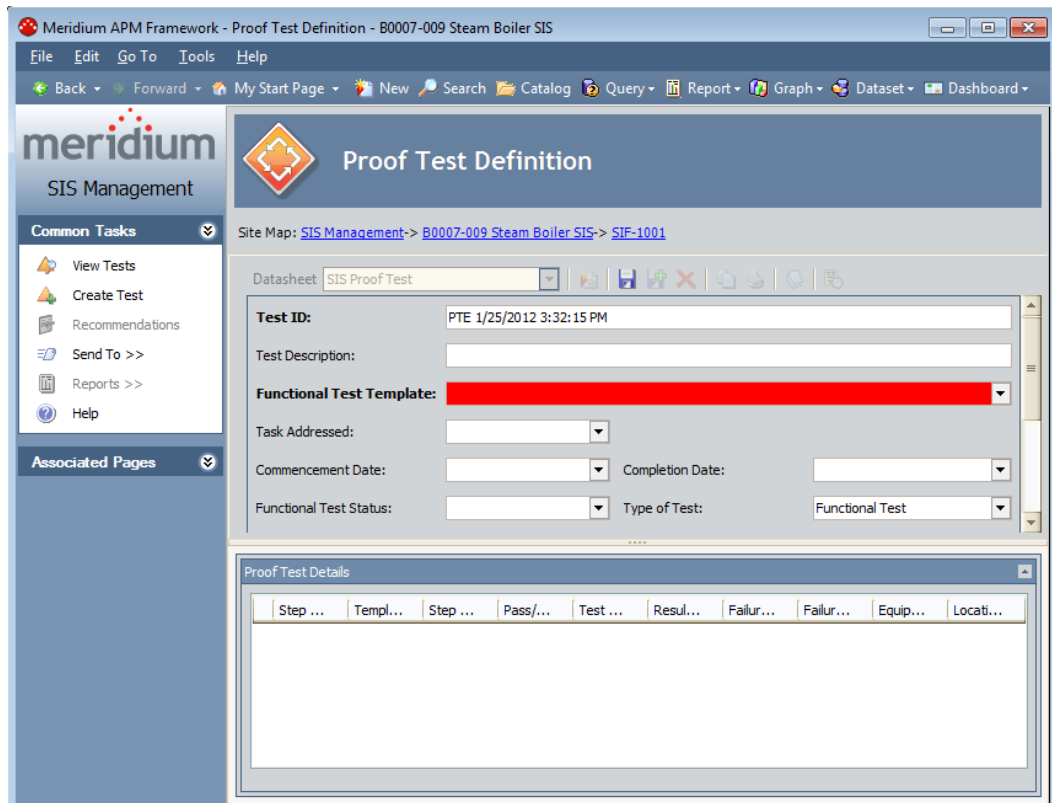 Meridium APM Framework - Proof Test Definition - B0007-009 Steam Boiler SIS
File Edit Go To Tools Help
Back Forward My Start Page New Search Catalog Query Report Graph Dataset Dashboard
meridium
SIS Management
Proof Test Definition
Common Tasks
View Tests
Create Test
Recommendations
Send To >>
Reports >>
Help
Associated Pages
Site Map: SIS Management-> B0007-009 Steam Boiler SIS-> SIF-1001
Datasheet SIS Proof Test
Test ID: PTE 1/25/2012 3:32:15 PM
Test Description:
Functional Test Template:
Task Addressed:
Commencement Date: Completion Date:
Functional Test Status: Type of Test: Functional Test
Proof Test Details
Step ... Templ... Step ... Pass/... Test ... Resul... Failur... Failur... Equip... Locati...